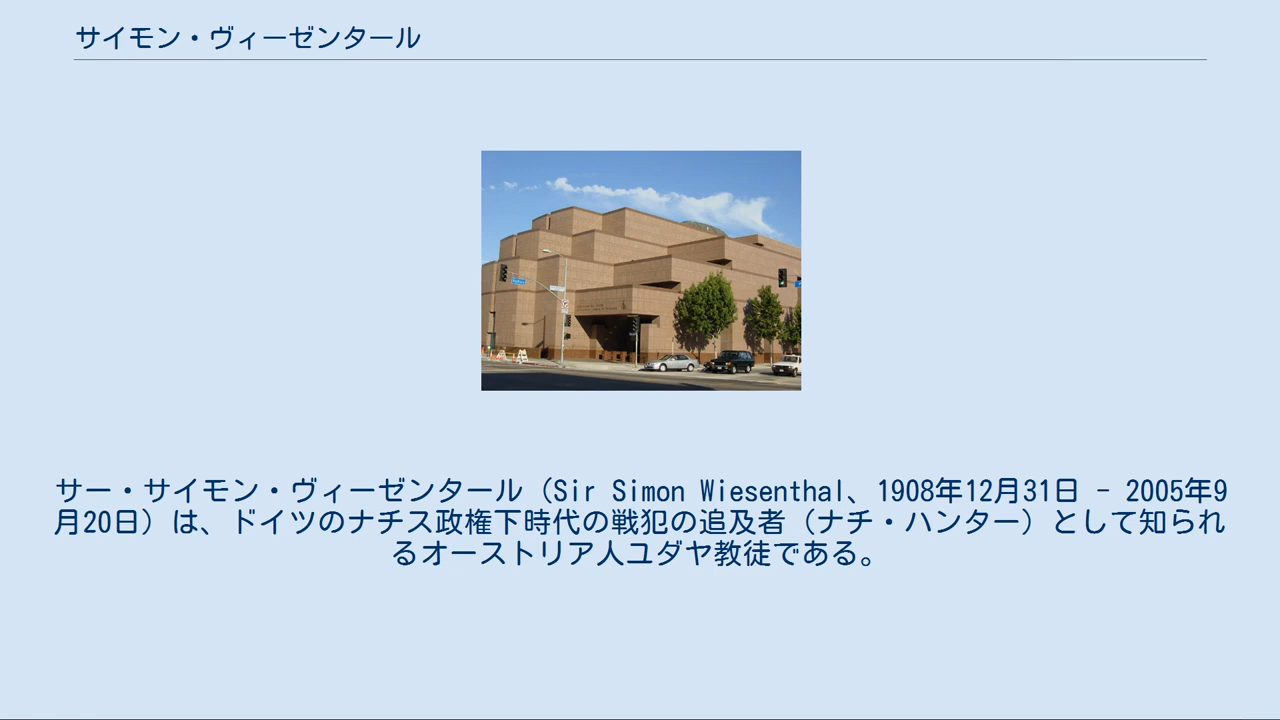 サイモン・ヴィーゼンタール
サー・サイモン・ヴィーゼンタール（Sir Simon Wiesenthal、1908年12月31日 - 2005年9
月20日）は、ドイツのナチス政権下時代の戦犯の追及者（ナチ・ハンター）として知られ
るオーストリア人ユダヤ教徒である。